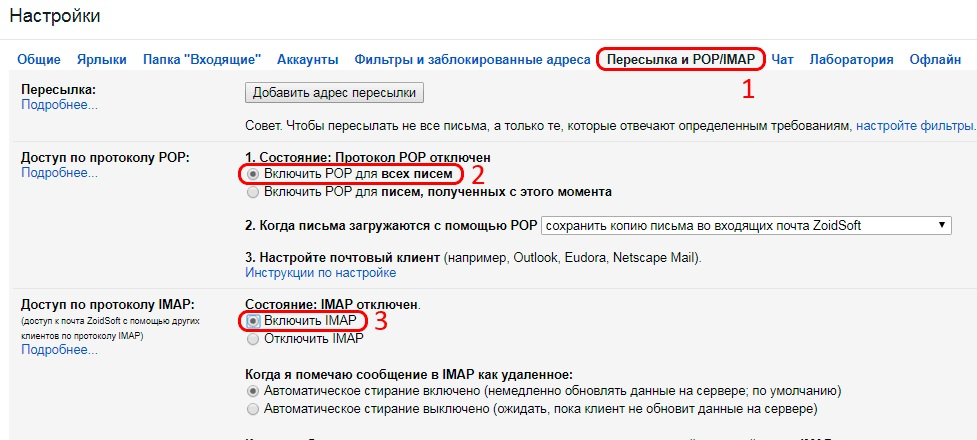 Настройки
Общие Ярлыки Папка "Входящие" Аккаунты Фильтры и заблокированные адреса Пересылка и POP/IMAP Чат Лаборатория Офлайн
1
Пересылка: Добавить адрес пересылки
Подробнее...
Совет. Чтобы пересылать не все письма, а только те, которые отвечают определенным требованиям, настройте фильтры.
Доступ по протоколу POP: 1. Состояние: Протокол POP отключен
Подробнее... Включить POP для всех писем 2
Включить POP для писем, полученных с этого момента
2. Когда письма загружаются с помощью POP сохранить копию письма во входящих почта ZoidSoft
3. Настройте почтовый клиент (например, Outlook, Eudora, Netscape Mail).
Инструкции по настройке
Доступ по протоколу IMAP: Состояние: IMAP отключен.
(доступ к почта ZoidSoft с помощью других Включить IMAP 3
клиентов по протоколу IMAP) Отключить IMAP
Подробнее...
Когда я помечаю сообщение в IMAP как удаленное:
Автоматическое стирание включено (немедленно обновлять данные на сервере; по умолчанию)
Автоматическое стирание выключено (ожидать, пока клиент не обновит данные на сервере)